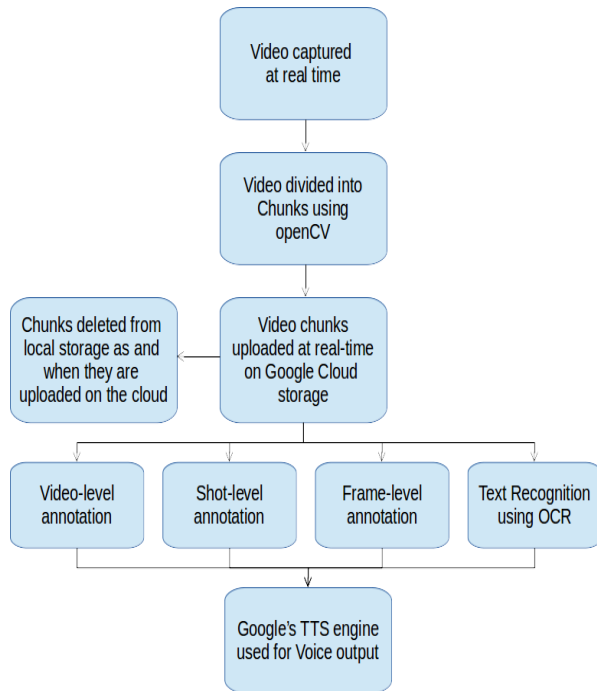 Video captured
at real time
Video divided into
Chunks using
openCV
Chunks deleted from
local storage as and
when they are
uploaded on the cloud
Video chunks
uploaded at real-time
on Google Cloud
storage
Video-level
annotation
Shot-level
annotation
Frame-level
annotation
Text Recognition
using OCR
Google's TTS engine
used for Voice output